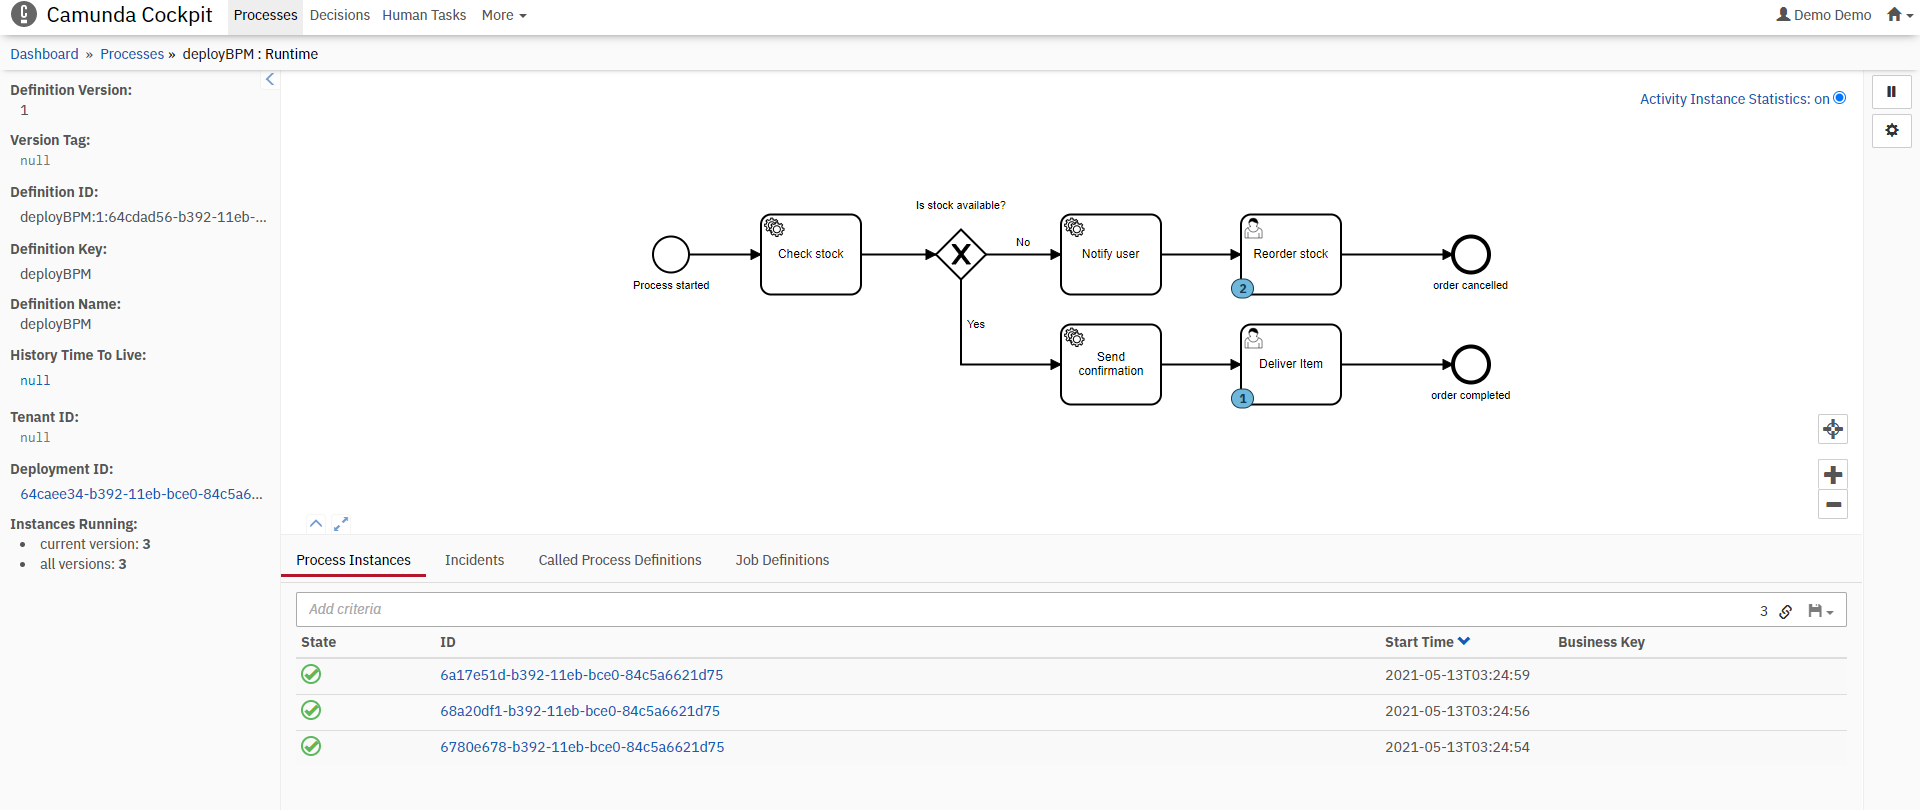 Camunda Cockpit
Processes
Decisions
Human Tasks
More
Demo Demo
Dashboard » Processes » deployBPM : Runtime
Definition Version:
1
Version Tag:
null
Definition ID:
deployBPM:1:64cdad56-b392-11eb-...
Definition Key:
deployBPM
Definition Name:
deployBPM
History Time To Live:
null
Tenant ID:
null
Deployment ID:
64caee34-b392-11eb-bce0-84c5a6...
Instances Running:
• current version: 3
• all versions: 3
Activity Instance Statistics: on
Process started
Check stock
Is stock available?
X
No
Notify user
Reorder stock
2
order cancelled
Yes
Send
confirmation
Deliver Item
1
order completed
Process Instances
Incidents
Called Process Definitions
Job Definitions
Add criteria
3
State ID Start Time Business Key
6a17e51d-b392-11eb-bce0-84c5a6621d75 2021-05-13T03:24:59
68a20df1-b392-11eb-bce0-84c5a6621d75 2021-05-13T03:24:56
6780e678-b392-11eb-bce0-84c5a6621d75 2021-05-13T03:24:54